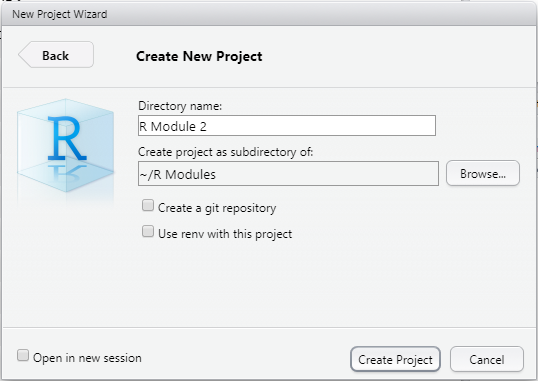 New Project Wizard
Back
Create New Project
R
Directory name:
R Module 2
Create project as subdirectory of:
~/R Modules
Browse...
Create a git repository
Use renv with this project
Open in new session
Create Project
Cancel